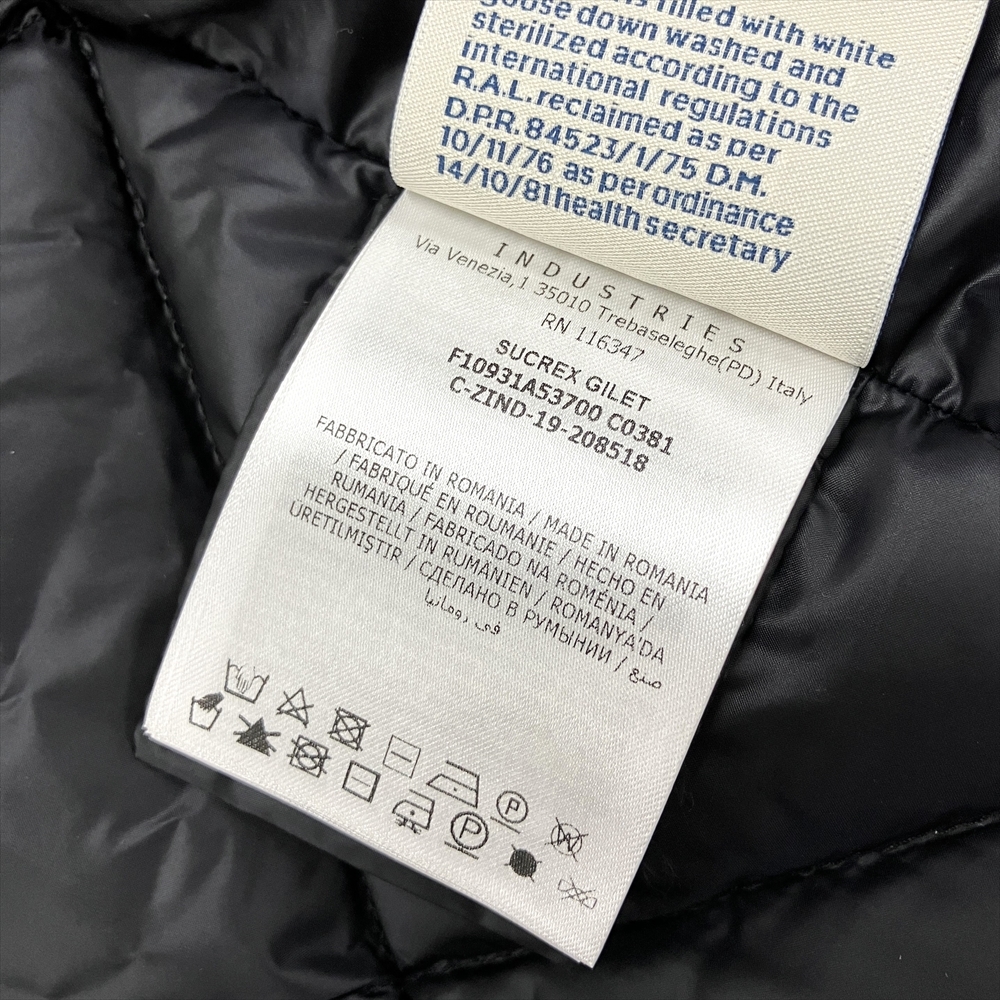 filled with white
goose down washed and
sterilized according to the
international regulations
R.A.L. reclaimed as per
D.P.R. 84523/1/75 D.M.
10/11/76 as per ordinance
14/10/81 health secretary
INDUSTRIES
Via Venezia,1 35010 Trebaseleghe(PD) Italy
RN 116347
SUCREX GILET
F10931A53700 C0381
C-ZIND-19-208518
FABBRICATO IN ROMANIA / MADE IN ROMANIA
/ FABRIQUÉ EN ROUMANIE / HECHO EN
RUMANIA / FABRICADO NA ROMÉNIA /
HERGESTELLT IN RUMÄNIEN / ROMANYA'DA
ÜRETILMIŞTIR / СДЕЛАНО В РУМЫНИИ / صنع
في رومانيا
P W
P